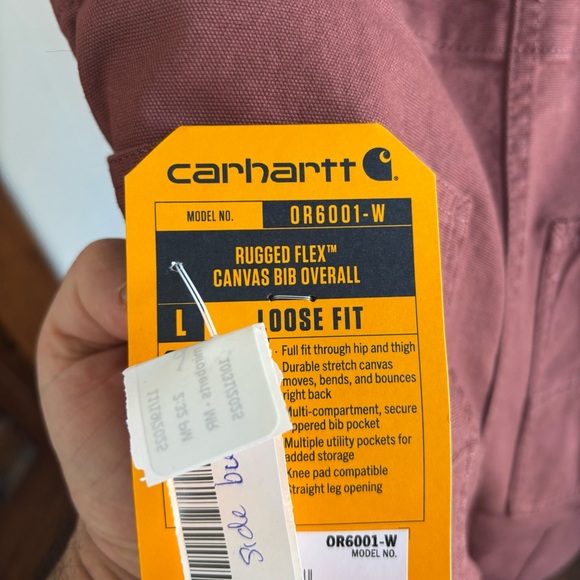 carhartt
MODEL NO. OR6001-W
RUGGED FLEX™
CANVAS BIB OVERALL
L LOOSE FIT
· Full fit through hip and thigh
Durable stretch canvas
moves, bends, and bounces
right back
Multi-compartment, secure
zippered bib pocket
Multiple utility pockets for
added storage
Knee pad compatible
Straight leg opening
side
OR6001-W
MODEL NO.